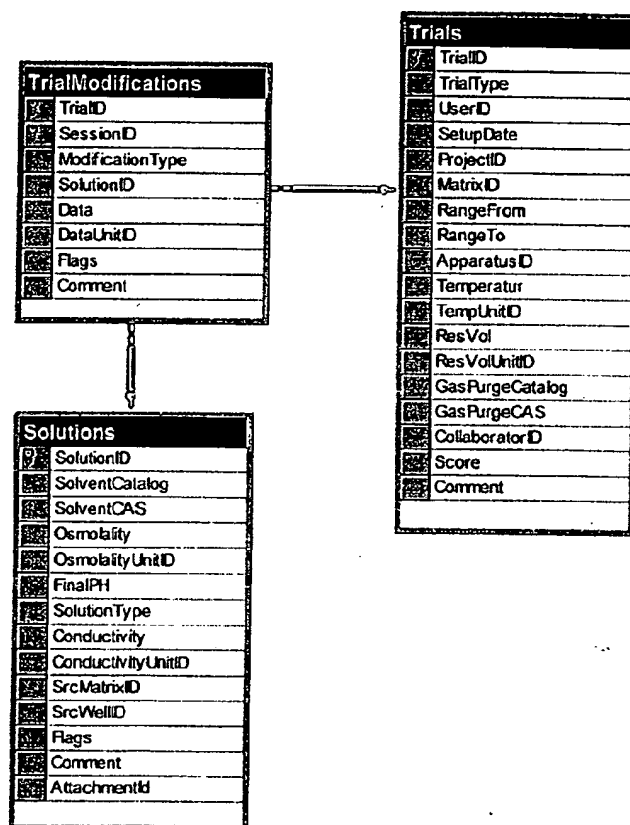 TrialModifications
TrialID
SessionID
ModificationType
SolutionID
Data
DataUnitID
Flags
Comment
Trials
TrialID
TrialType
UserID
SetupDate
ProjectID
MatrixID
RangeFrom
RangeTo
ApparatusID
Temperatur
TempUnitID
ResVol
ResVolUnitID
GasPurgeCatalog
GasPurgeCAS
CollaboratorID
Score
Comment
Solutions
SolutionID
SolventCatalog
SolventCAS
Osmolality
OsmolalityUnitID
FinalPH
SolutionType
Conductivity
ConductivityUnitID
SrcMatrixID
SrcWellID
Flags
Comment
AttachmentId